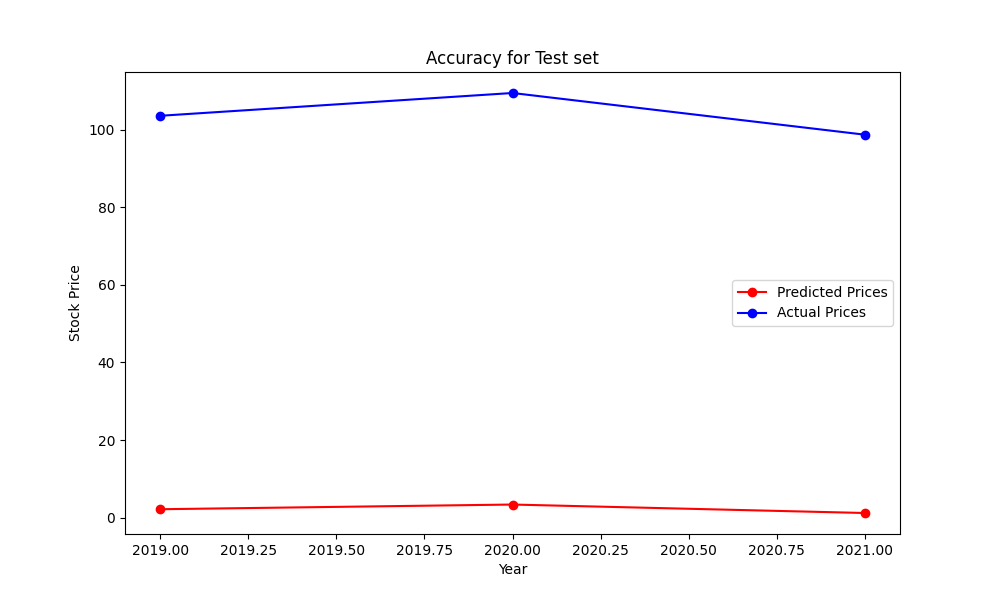 Accuracy for Test set
Stock Price
100
80
60
40
20
0
Predicted Prices
Actual Prices
2019.00 2019.25 2019.50 2019.75 2020.00 2020.25 2020.50 2020.75 2021.00
Year